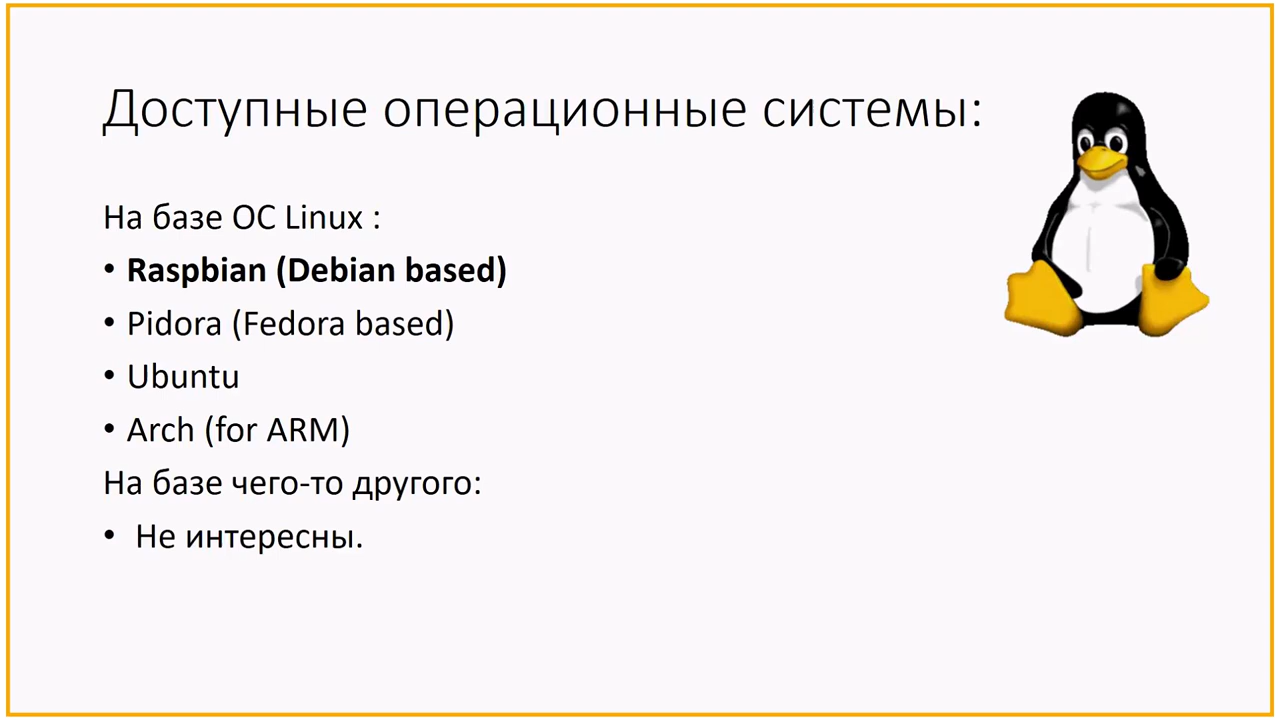 Доступные операционные системы:
На базе ОС Linux :
• Raspbian (Debian based)
• Pidora (Fedora based)
• Ubuntu
• Arch (for ARM)
На базе чего-то другого:
• Не интересны.